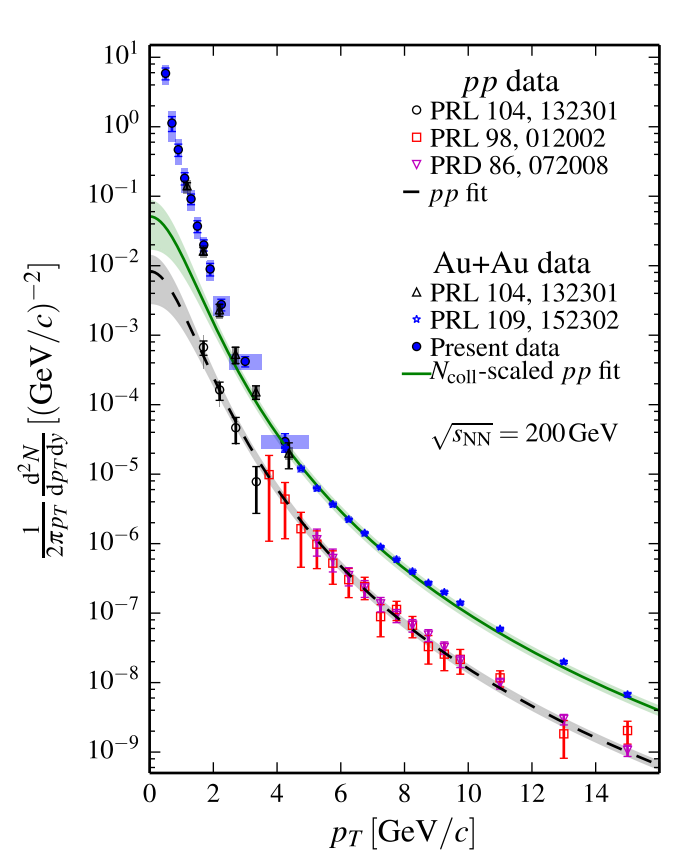 10^1
10^0
10^−1
10^−2
10^−3
10^−4
10^−5
10^−6
10^−7
10^−8
10^−9
1/(2πp_T) d²N/(dp_T dy) [(GeV/c)^−2]
pp data
PRL 104, 132301
PRL 98, 012002
PRD 86, 072008
pp fit
Au+Au data
PRL 104, 132301
PRL 109, 152302
Present data
N_coll-scaled pp fit
√s_NN = 200 GeV
0 2 4 6 8 10 12 14
p_T [GeV/c]